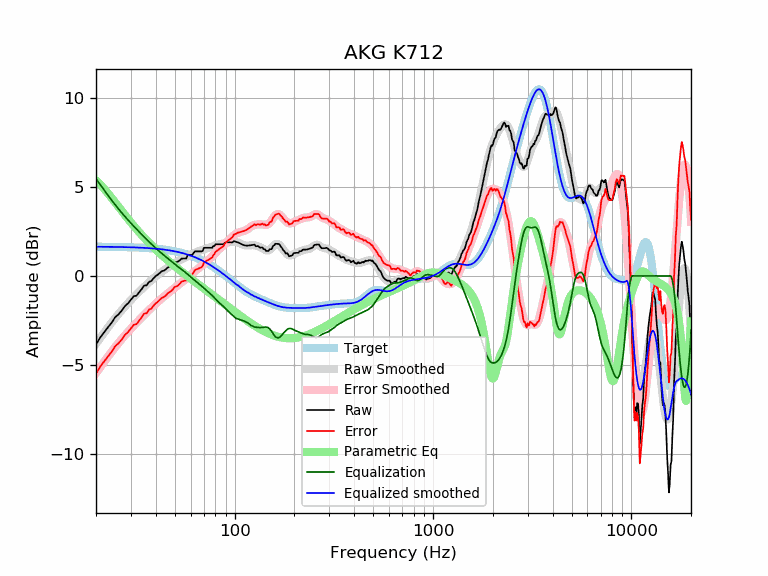 AKG K712
Amplitude (dBr)
10
5
0
−5
−10
Target
Raw Smoothed
Error Smoothed
Raw
Error
Parametric Eq
Equalization
Equalized smoothed
100
1000
10000
Frequency (Hz)